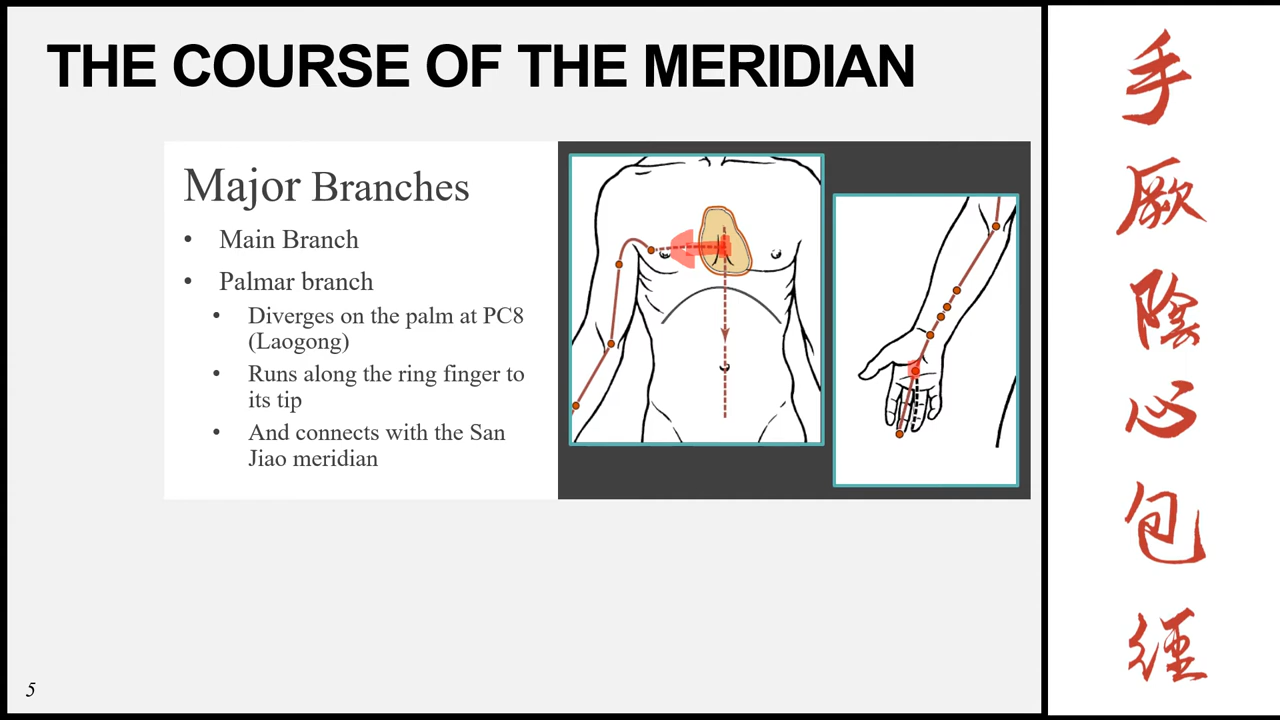 THE COURSE OF THE MERIDIAN
Major Branches
• Main Branch
• Palmar branch
• Diverges on the palm at PC8
(Laogong)
• Runs along the ring finger to
its tip
• And connects with the San
Jiao meridian
5
手
厥
陰
心
包
經